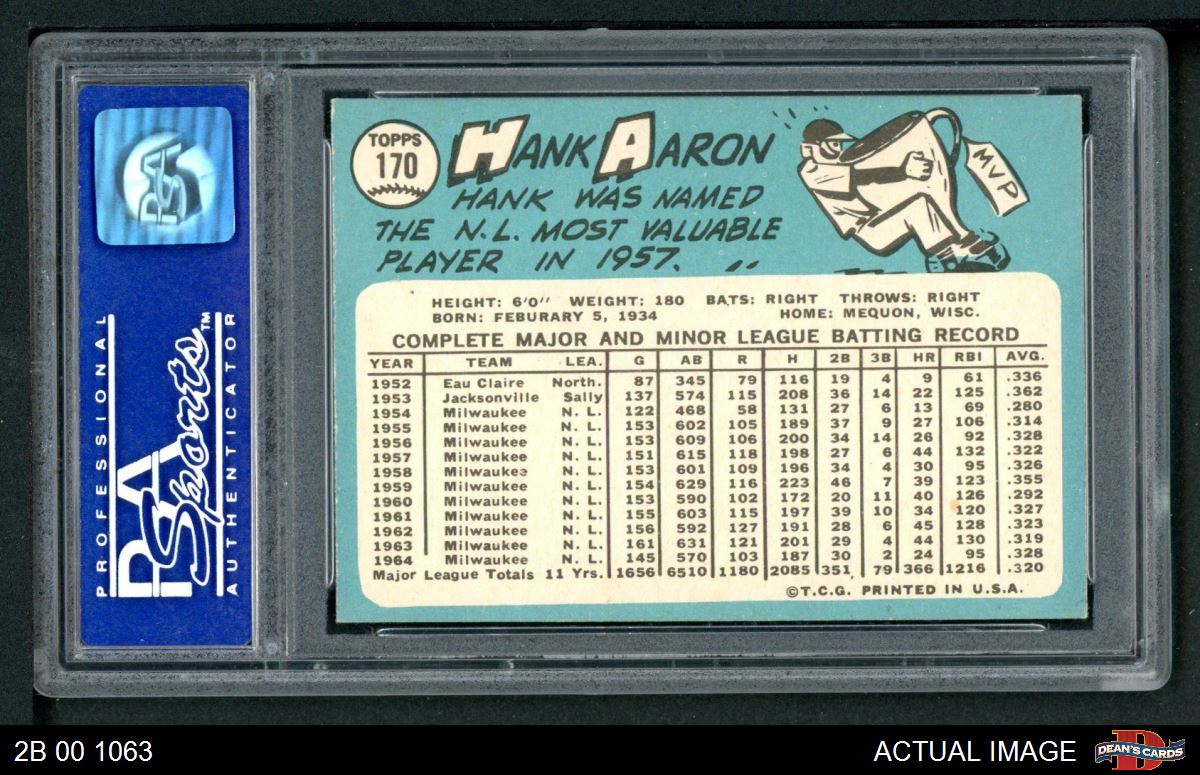 PSA
PROFESSIONAL
PSA Sports™
AUTHENTICATOR
TOPPS
170
HANK AARON
HANK WAS NAMED
THE N.L. MOST VALUABLE
PLAYER IN 1957. ..
MVP
HEIGHT: 6'0" WEIGHT: 180 BATS: RIGHT THROWS: RIGHT
BORN: FEBURARY 5, 1934 HOME: MEQUON, WISC.
COMPLETE MAJOR AND MINOR LEAGUE BATTING RECORD
YEAR TEAM LEA. G AB R H 2B 3B HR RBI AVG.
1952 Eau Claire North. 87 345 79 116 19 4 9 61 .336
1953 Jacksonville Sally 137 574 115 208 36 14 22 125 .362
1954 Milwaukee N. L. 122 468 58 131 27 6 13 69 .280
1955 Milwaukee N. L. 153 602 105 189 37 9 27 106 .314
1956 Milwaukee N. L. 153 609 106 200 34 14 26 92 .328
1957 Milwaukee N. L. 151 615 118 198 27 6 44 132 .322
1958 Milwaukee N. L. 153 601 109 196 34 4 30 95 .326
1959 Milwaukee N. L. 154 629 116 223 46 7 39 123 .355
1960 Milwaukee N. L. 153 590 102 172 20 11 40 126 .292
1961 Milwaukee N. L. 155 603 115 197 39 10 34 120 .327
1962 Milwaukee N. L. 156 592 127 191 28 6 45 128 .323
1963 Milwaukee N. L. 161 631 121 201 29 4 44 130 .319
1964 Milwaukee N. L. 145 570 103 187 30 2 24 95 .328
Major League Totals 11 Yrs. 1656 6510 1180 2085 351 79 366 1216 .320
©T.C.G. PRINTED IN U.S.A.
2B 00 1063
ACTUAL IMAGE
DEAN'S CARDS